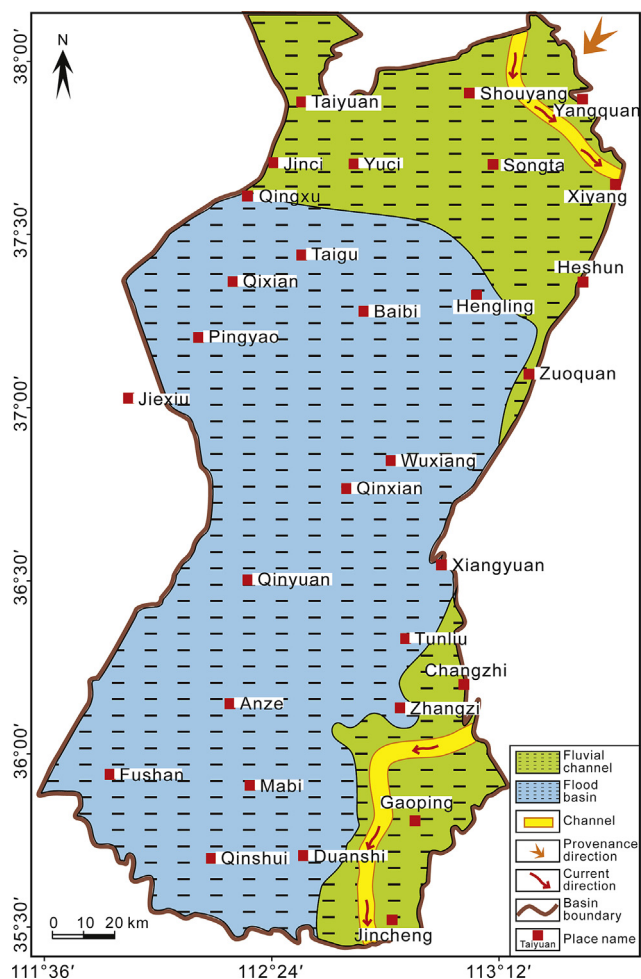 38°00′
37°30′
37°00′
36°30′
36°00′
35°30′
111°36′
112°24′
113°12′
N
Taiyuan
Shouyang
Yangquan
Jinci
Yuci
Songta
Xiyang
Qingxu
Taigu
Heshun
Qixian
Hengling
Baibi
Pingyao
Zuoquan
Jiexiu
Wuxiang
Qinxian
Xiangyuan
Qinyuan
Tunliu
Changzhi
Anze
Zhangzi
Fushan
Mabi
Gaoping
Qinshui
Duanshi
Jincheng
0 10 20 km
Fluvial
channel
Flood
basin
Channel
Provenance
direction
Current
direction
Basin
boundary
Taiyuan
Place name